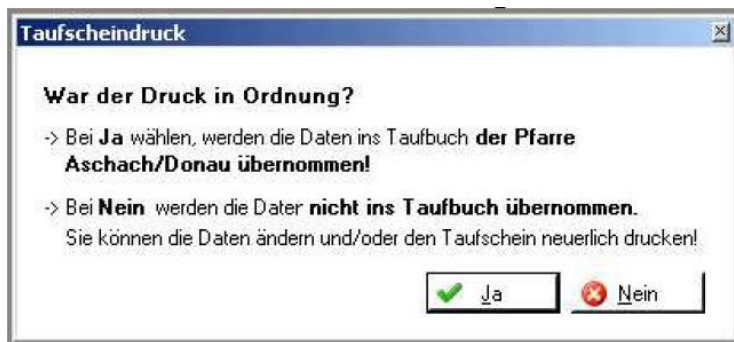 Taufscheindruck
War der Druck in Ordnung?
-> Bei Ja wählen, werden die Daten ins Taufbuch der Pfarre
Aschach/Donau übernommen!
-> Bei Nein werden die Dater nicht ins Taufbuch übernommen.
Sie können die Daten ändern und/oder den Taufschein neuerlich drucken!
Ja Nein